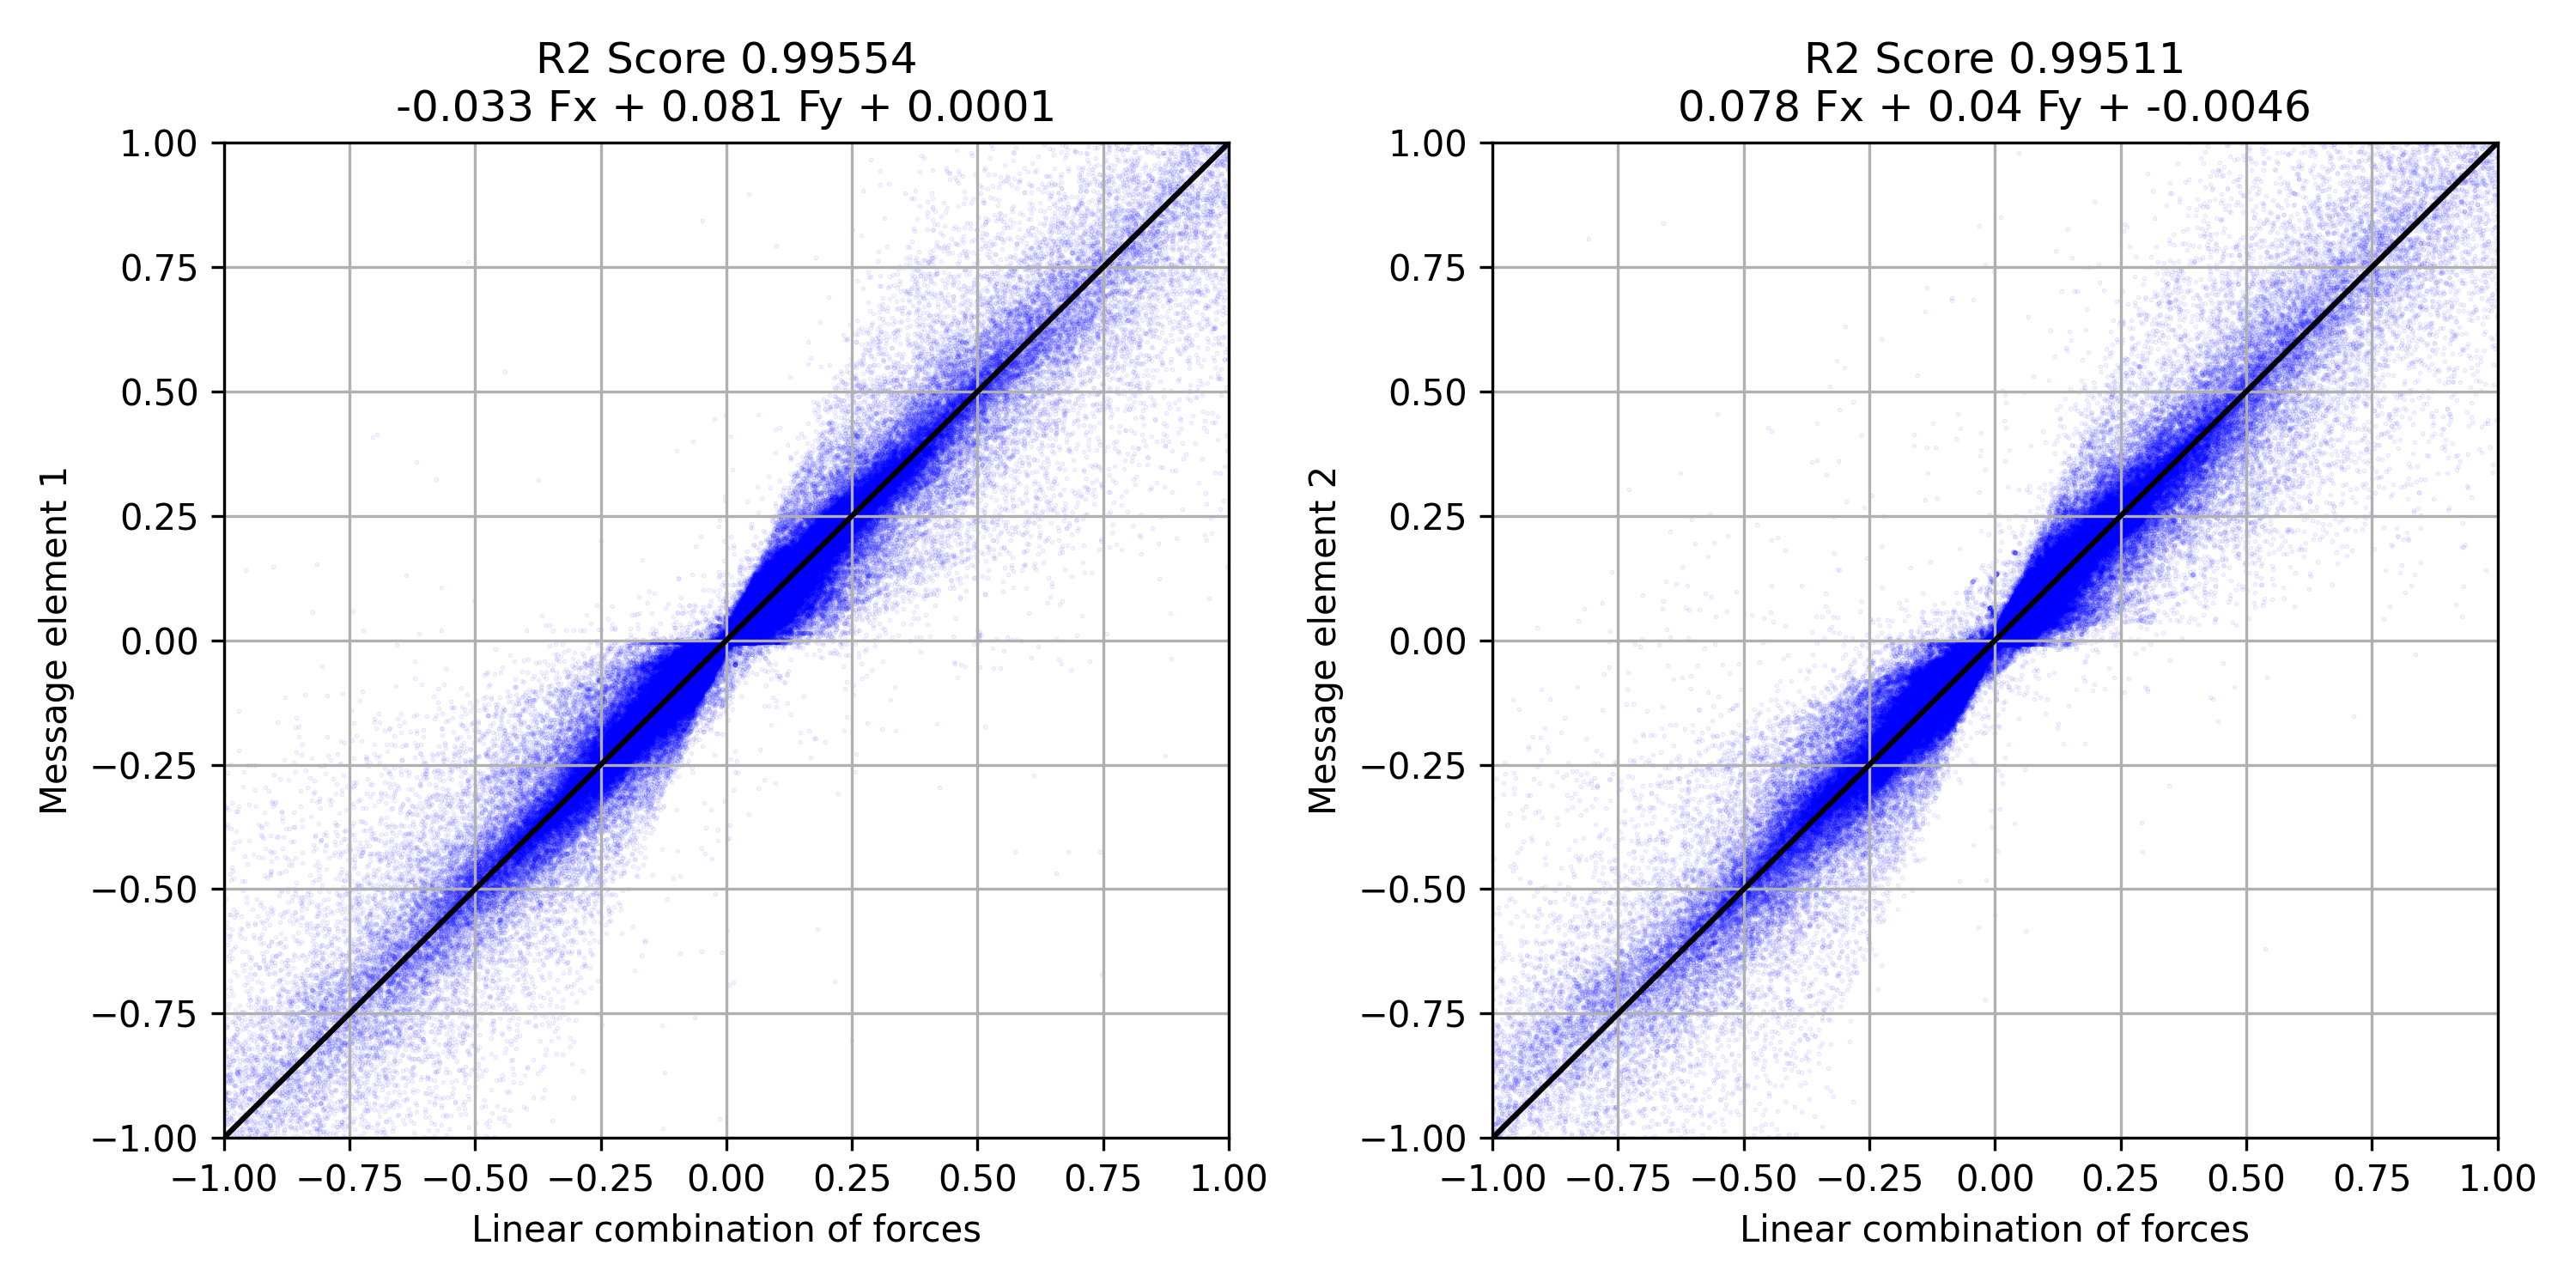 R2 Score 0.99554
-0.033 Fx + 0.081 Fy + 0.0001
1.00
0.75
0.50
0.25
0.00
−0.25
−0.50
−0.75
−1.00
Message element 1
−1.00 −0.75 −0.50 −0.25 0.00 0.25 0.50 0.75 1.00
Linear combination of forces
R2 Score 0.99511
0.078 Fx + 0.04 Fy + -0.0046
1.00
0.75
0.50
0.25
0.00
−0.25
−0.50
−0.75
−1.00
Message element 2
−1.00 −0.75 −0.50 −0.25 0.00 0.25 0.50 0.75 1.00
Linear combination of forces